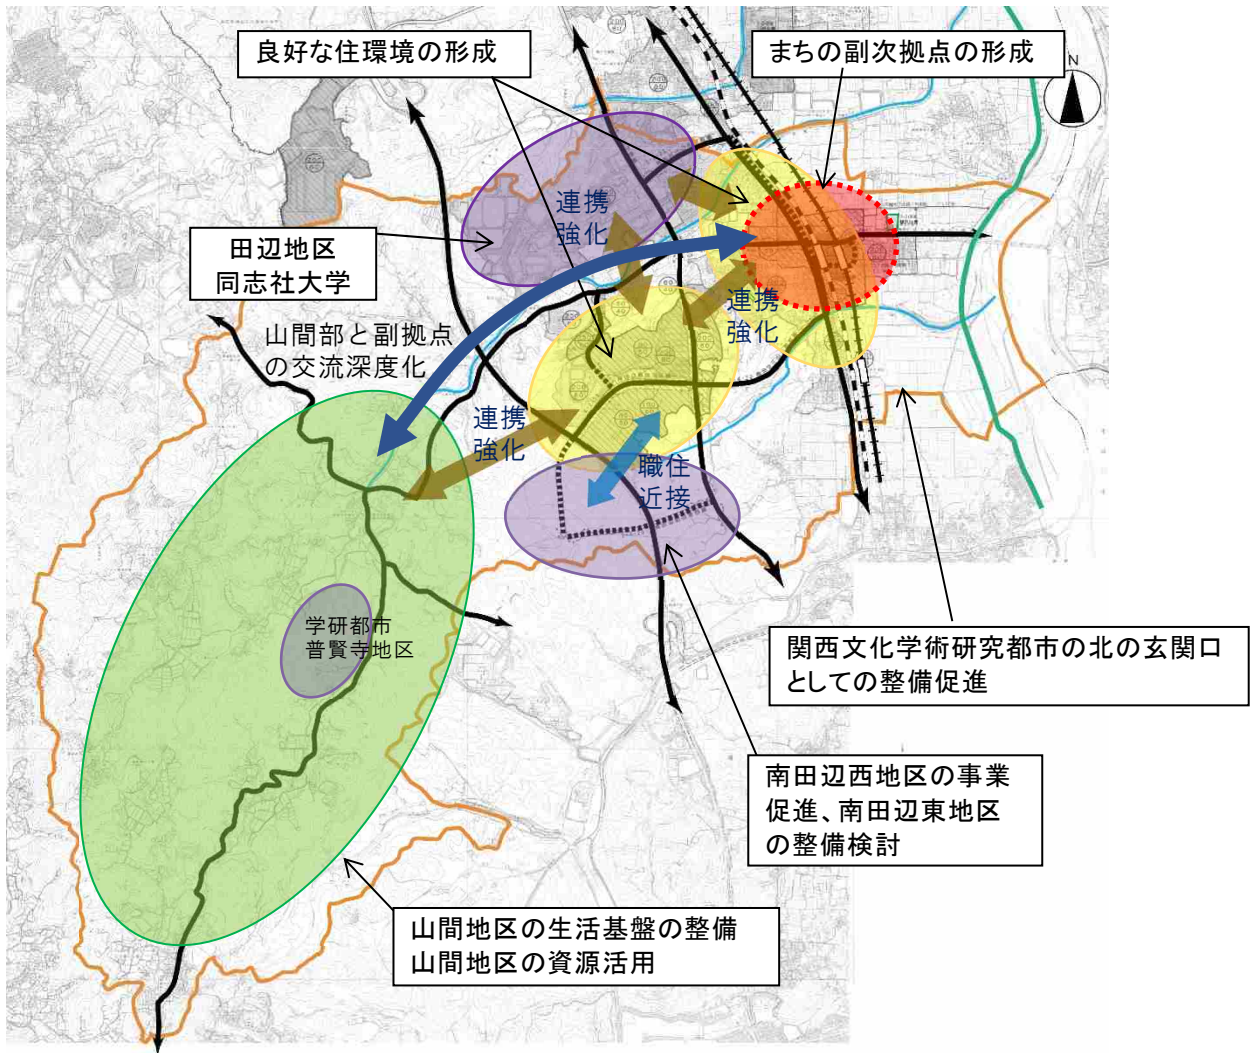 良好な住環境の形成
まちの副次拠点の形成
N
連携
強化
田辺地区
同志社大学
連携
強化
山間部と副拠点
の交流深度化
連携
強化
職住
近接
学研都市
普賢寺地区
関西文化学術研究都市の北の玄関口
としての整備促進
南田辺西地区の事業
促進、南田辺東地区
の整備検討
山間地区の生活基盤の整備
山間地区の資源活用